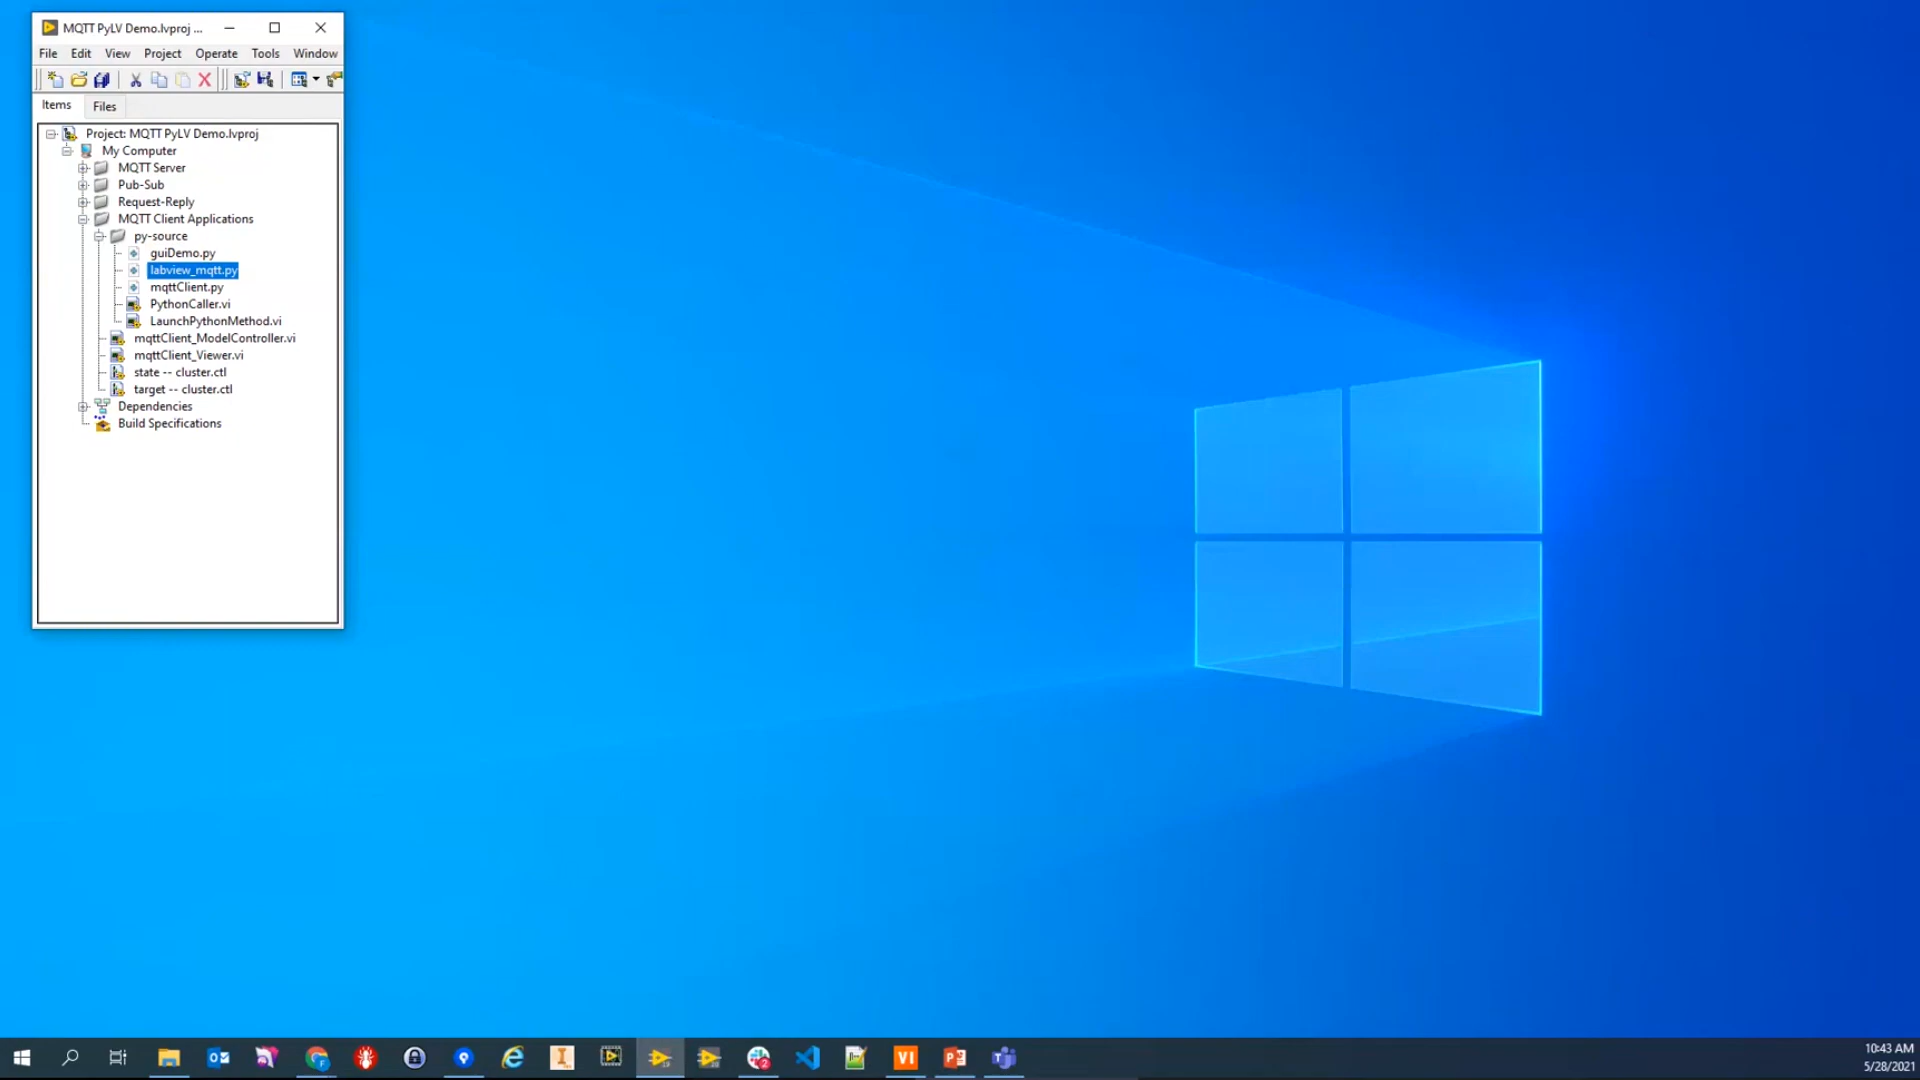 MQTT PyLV Demo.lvproj ...
File Edit View Project Operate Tools Window
Items Files
Project: MQTT PyLV Demo.lvproj
My Computer
MQTT Server
Pub-Sub
Request-Reply
MQTT Client Applications
py-source
guiDemo.py
labview_mqtt.py
mqttClient.py
PythonCaller.vi
LaunchPythonMethod.vi
mqttClient_ModelController.vi
mqttClient_Viewer.vi
state -- cluster.ctl
target -- cluster.ctl
Dependencies
Build Specifications
10:43 AM
5/28/2021